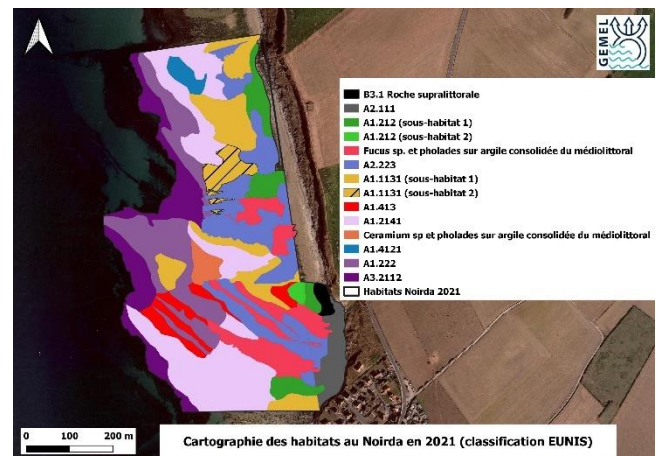 GEMEL
B3.1 Roche supralittorale
A2.111
A1.212 (sous-habitat 1)
A1.212 (sous-habitat 2)
Fucus sp. et pholades sur argile consolidée du médiolittoral
A2.223
A1.1131 (sous-habitat 1)
A1.1131 (sous-habitat 2)
A1.413
A1.2141
Ceramium sp et pholades sur argile consolidée du médiolittoral
A1.4121
A1.222
A3.2112
Habitats Noirda 2021
0 100 200 m
Cartographie des habitats au Noirda en 2021 (classification EUNIS)